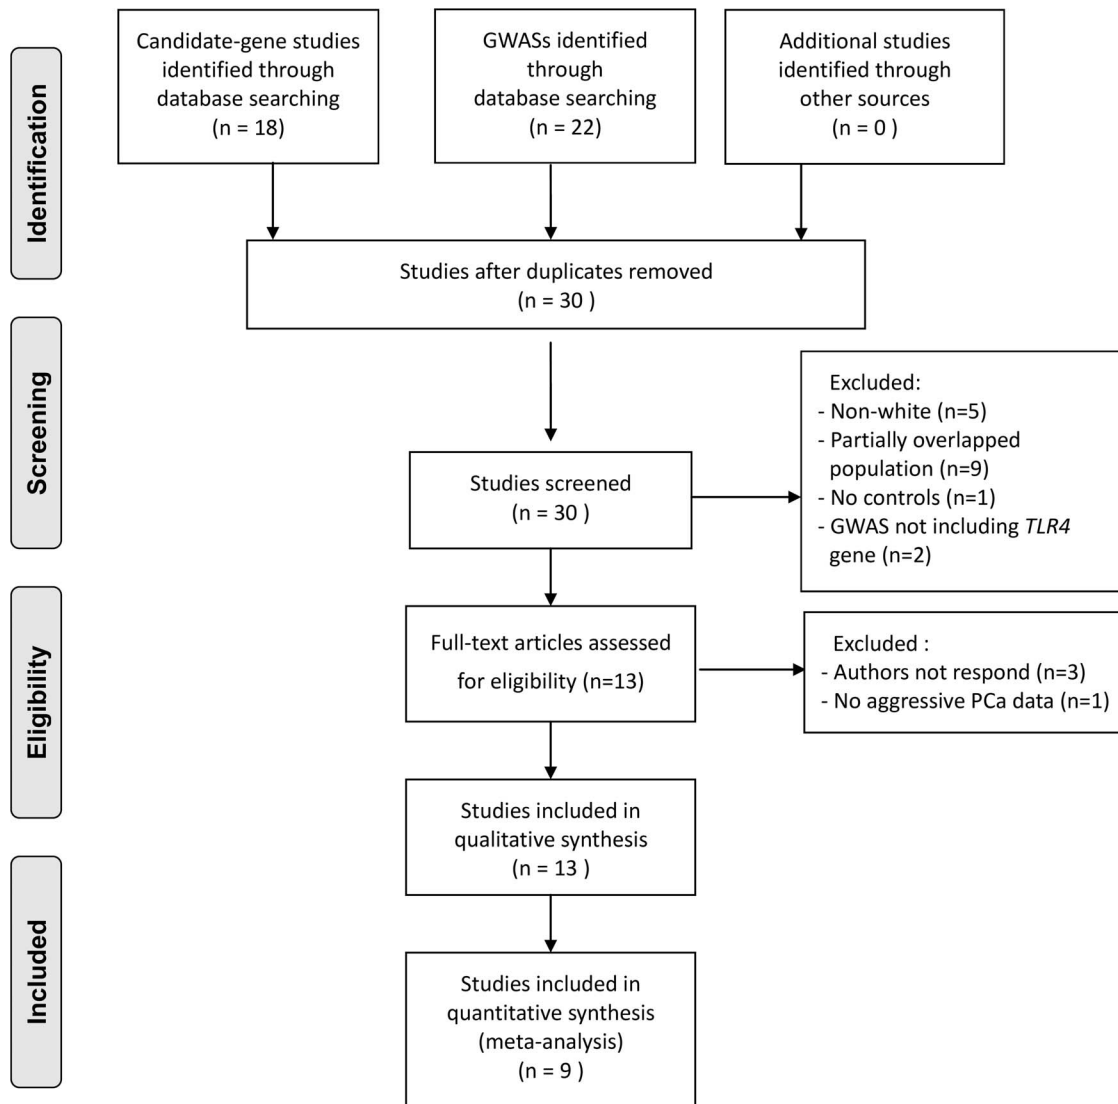 Identification
Candidate-gene studies
identified through
database searching
(n = 18)
GWASs identified
through
database searching
(n = 22)
Additional studies
identified through
other sources
(n = 0 )
Studies after duplicates removed
(n = 30 )
Screening
Studies screened
(n = 30 )
Excluded:
- Non-white (n=5)
- Partially overlapped
population (n=9)
- No controls (n=1)
- GWAS not including TLR4
gene (n=2)
Eligibility
Full-text articles assessed
for eligibility (n=13)
Excluded :
- Authors not respond (n=3)
- No aggressive PCa data (n=1)
Studies included in
qualitative synthesis
(n = 13 )
Included
Studies included in
quantitative synthesis
(meta-analysis)
(n = 9 )